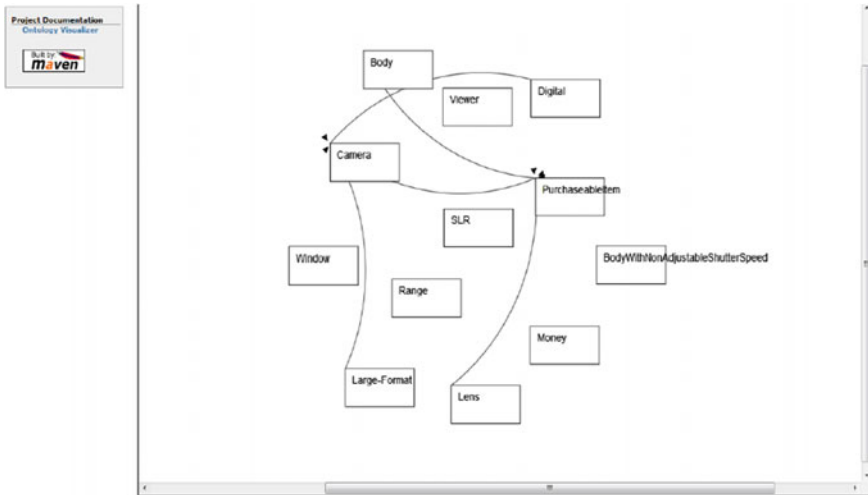 Project Documentation
Ontology Visualizer
Built by
maven
Body
Viewer
Digital
Camera
PurchaseableItem
SLR
Window
BodyWithNonAdjustableShutterSpeed
Range
Money
Large-Format
Lens